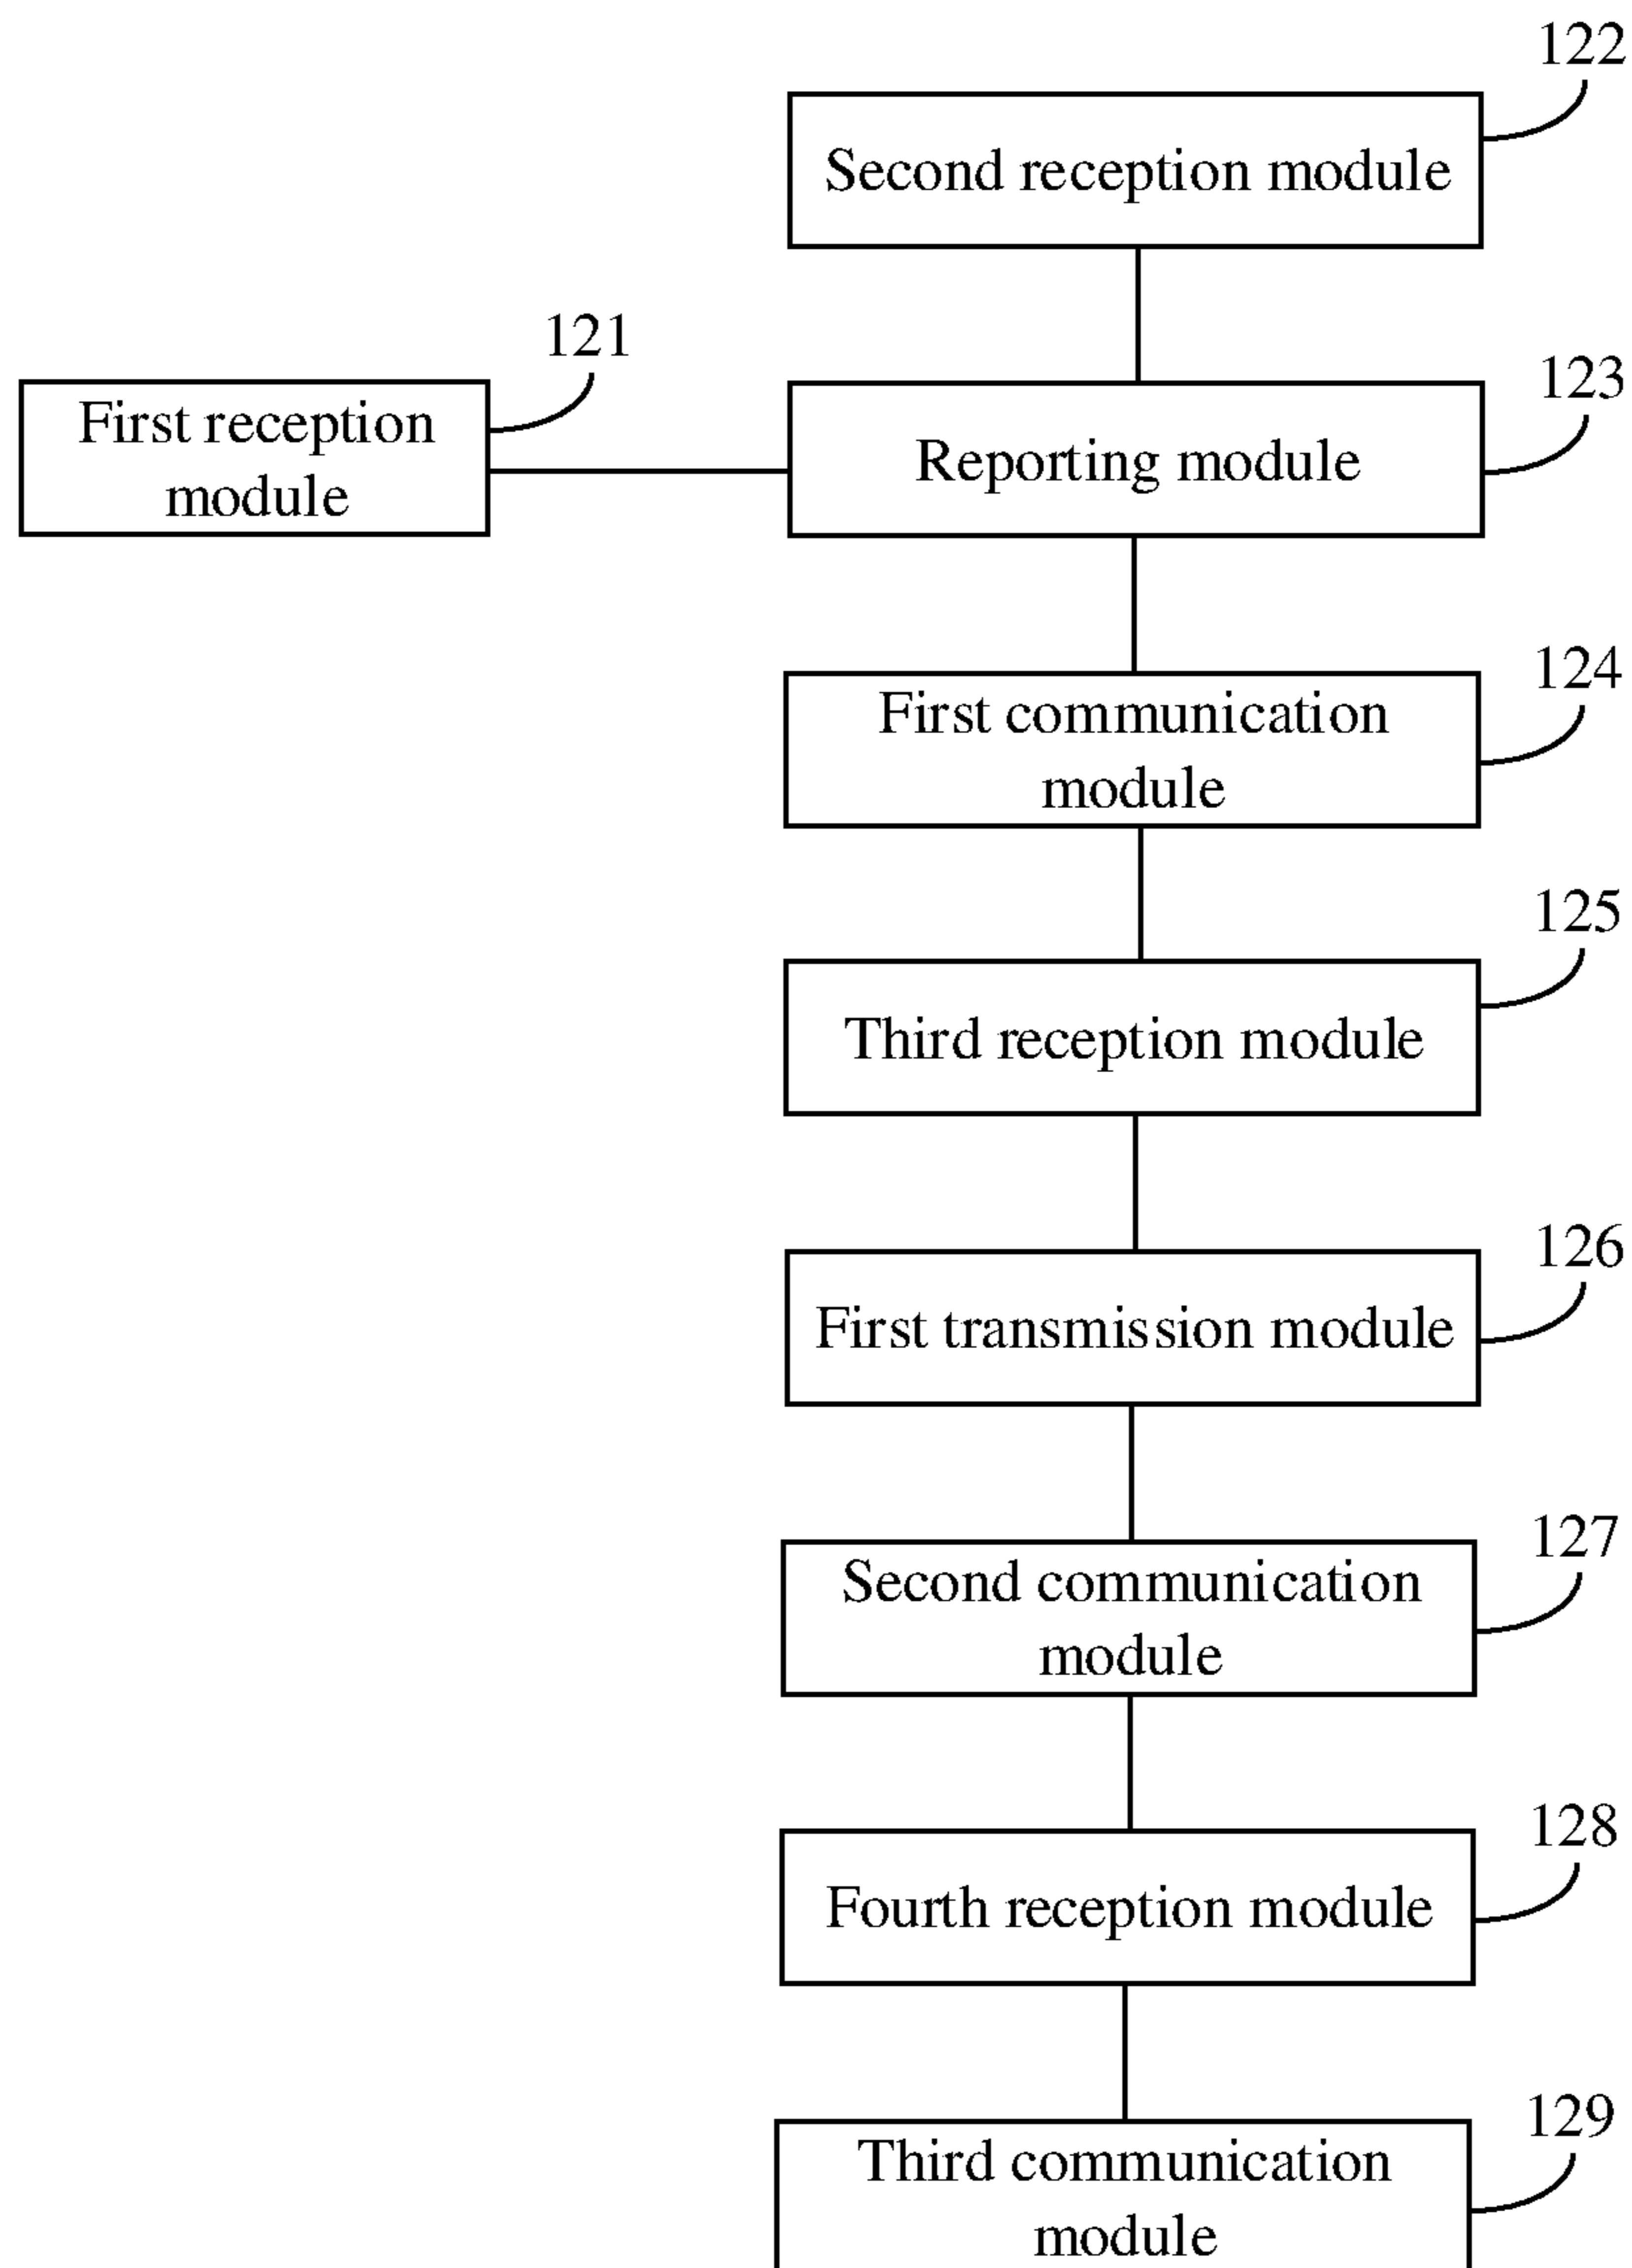 122
Second reception module
121
First reception
module
123
Reporting module
124
First communication
module
125
Third reception module
126
First transmission module
127
Second communication
module
128
Fourth reception module
129
Third communication
module